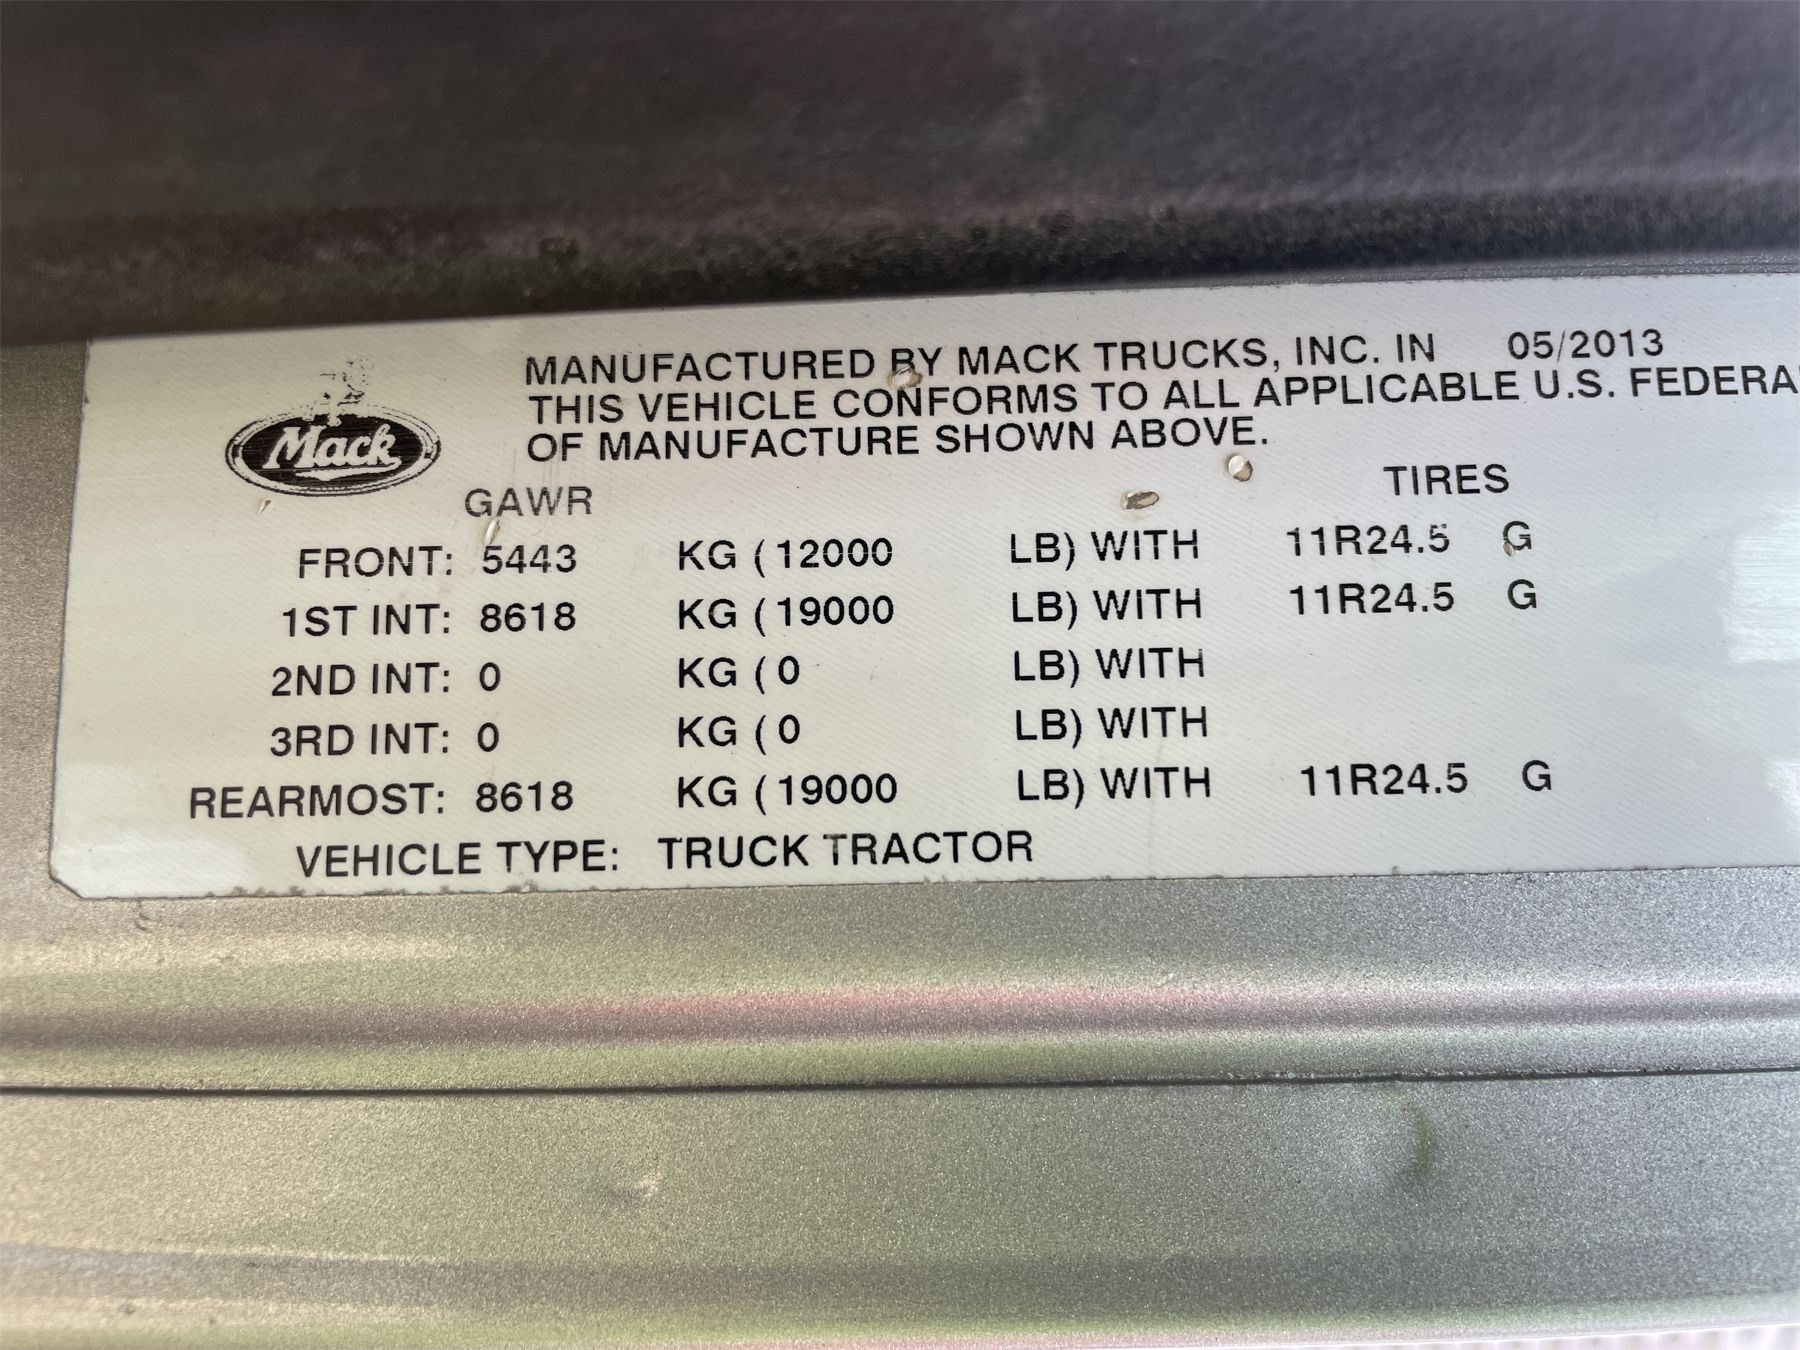 MANUFACTURED BY MACK TRUCKS, INC. IN 05/2013
THIS VEHICLE CONFORMS TO ALL APPLICABLE U.S. FEDERA
OF MANUFACTURE SHOWN ABOVE.
Mack
GAWR TIRES
FRONT: 5443 KG (12000 LB) WITH 11R24.5 G
1ST INT: 8618 KG (19000 LB) WITH 11R24.5 G
2ND INT: 0 KG (0 LB) WITH
3RD INT: 0 KG (0 LB) WITH
REARMOST: 8618 KG (19000 LB) WITH 11R24.5 G
VEHICLE TYPE: TRUCK TRACTOR